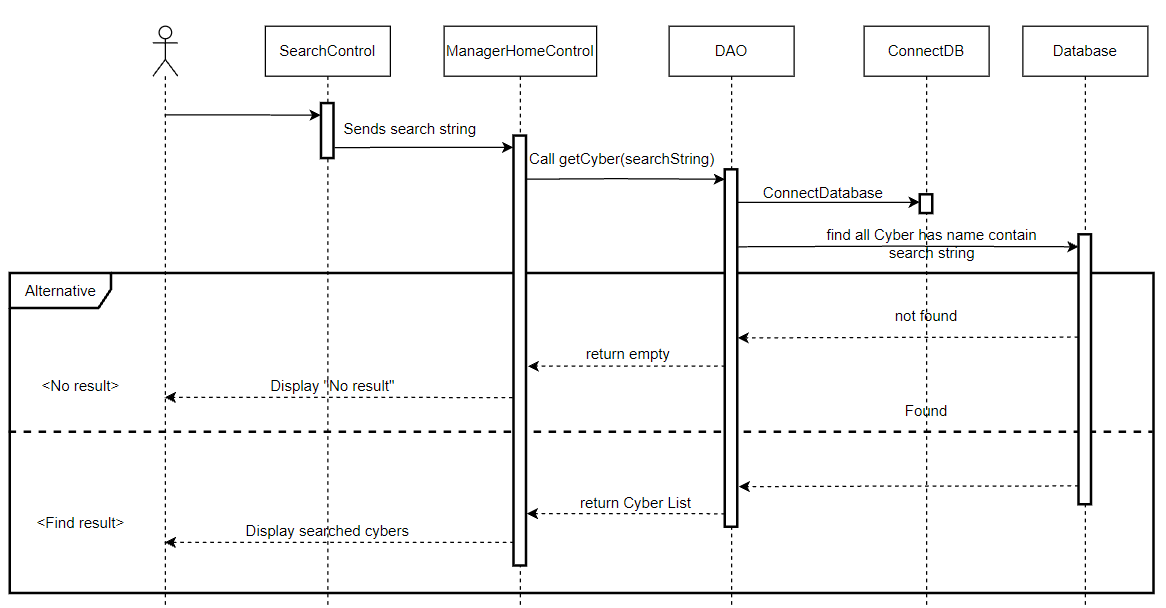 SearchControl
ManagerHomeControl
DAO
ConnectDB
Database
Sends search string
Call getCyber(searchString)
ConnectDatabase
find all Cyber has name contain
search string
Alternative
not found
return empty
<No result>
Display "No result"
Found
return Cyber List
<Find result>
Display searched cybers